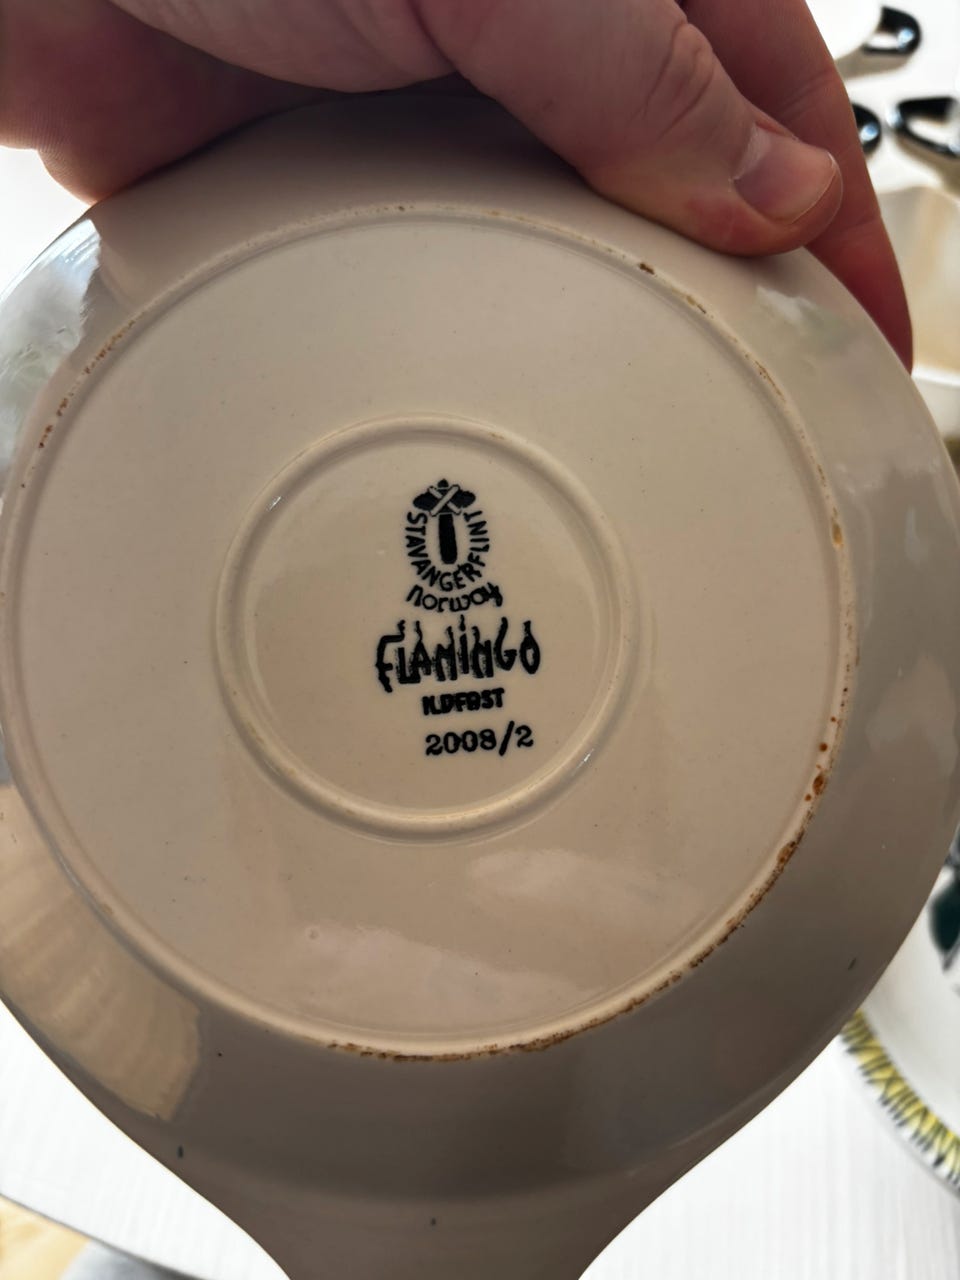 STAVANGERFLINT
norway
FLAMINGO
ILDFAST
2008/2